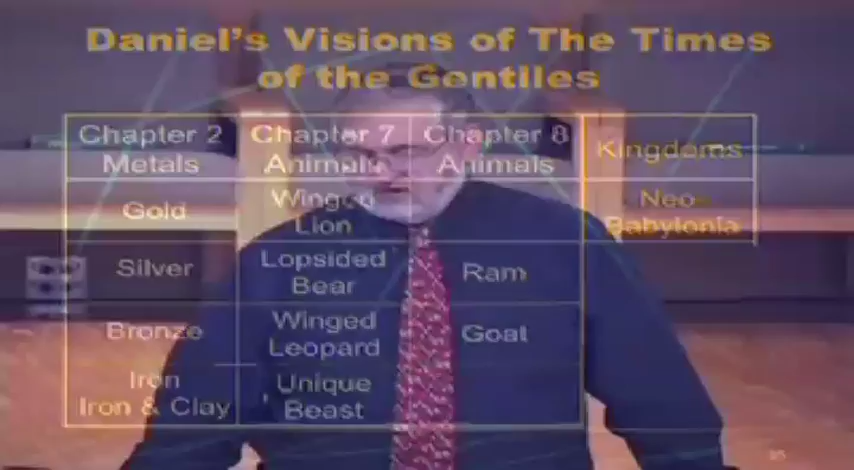 Daniel's Visions of The Times
of the Gentiles
Chapter 2
Metals
Chapter 7
Animals
Chapter 8
Animals
Kingdoms
Gold
Winged
Lion
Neo-
Babylonia
Silver
Lopsided
Bear
Ram
Bronze
Winged
Leopard
Goat
Iron
Iron & Clay
Unique
Beast